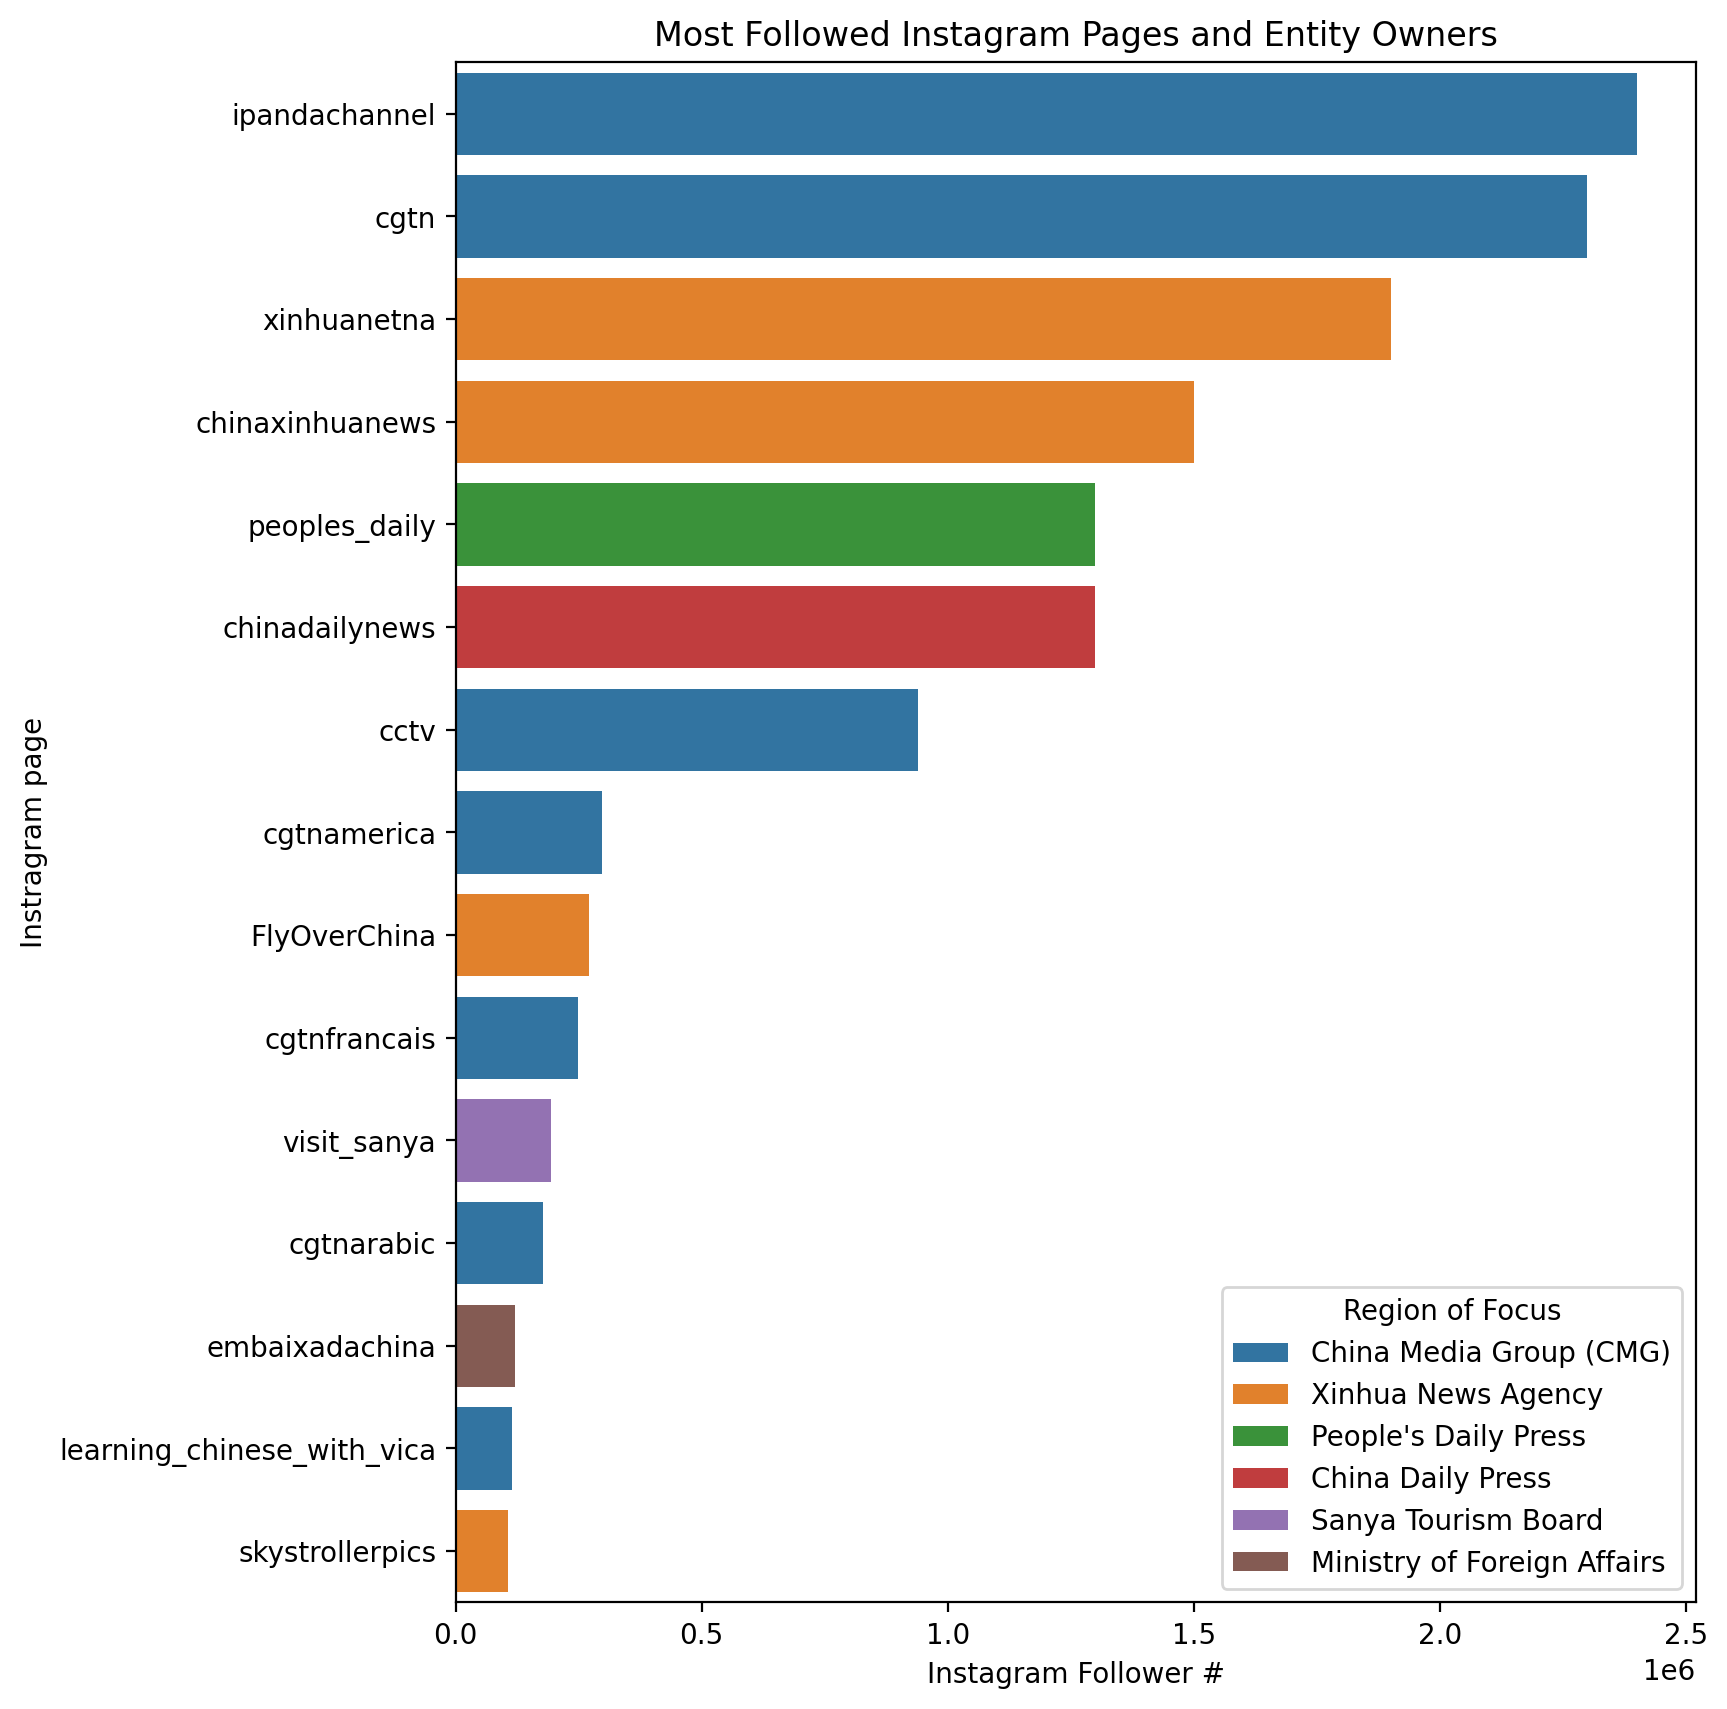 Most Followed Instagram Pages and Entity Owners
ipandachannel
cgtn
xinhuanetna
chinaxinhuanews
peoples_daily
chinadailynews
cctv
cgtnamerica
FlyOverChina
cgtnfrancais
visit_sanya
cgtnarabic
embaixadachina
learning_chinese_with_vica
skystrollerpics
Instragram page
Region of Focus
China Media Group (CMG)
Xinhua News Agency
People's Daily Press
China Daily Press
Sanya Tourism Board
Ministry of Foreign Affairs
0.0 0.5 1.0 1.5 2.0 2.5
1e6
Instagram Follower #